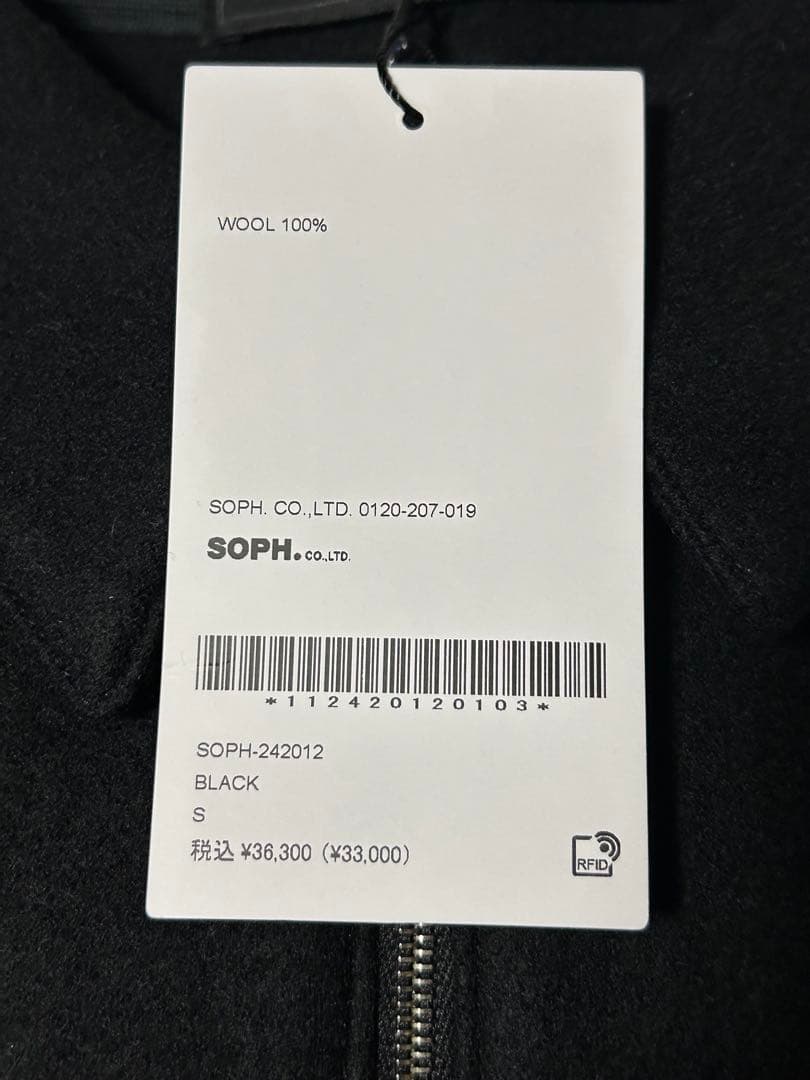 WOOL 100%
SOPH. CO.,LTD. 0120-207-019
SOPH. CO.,LTD.
*112420120103*
SOPH-242012
BLACK
S
税込 ¥36,300 (¥33,000)
RFID